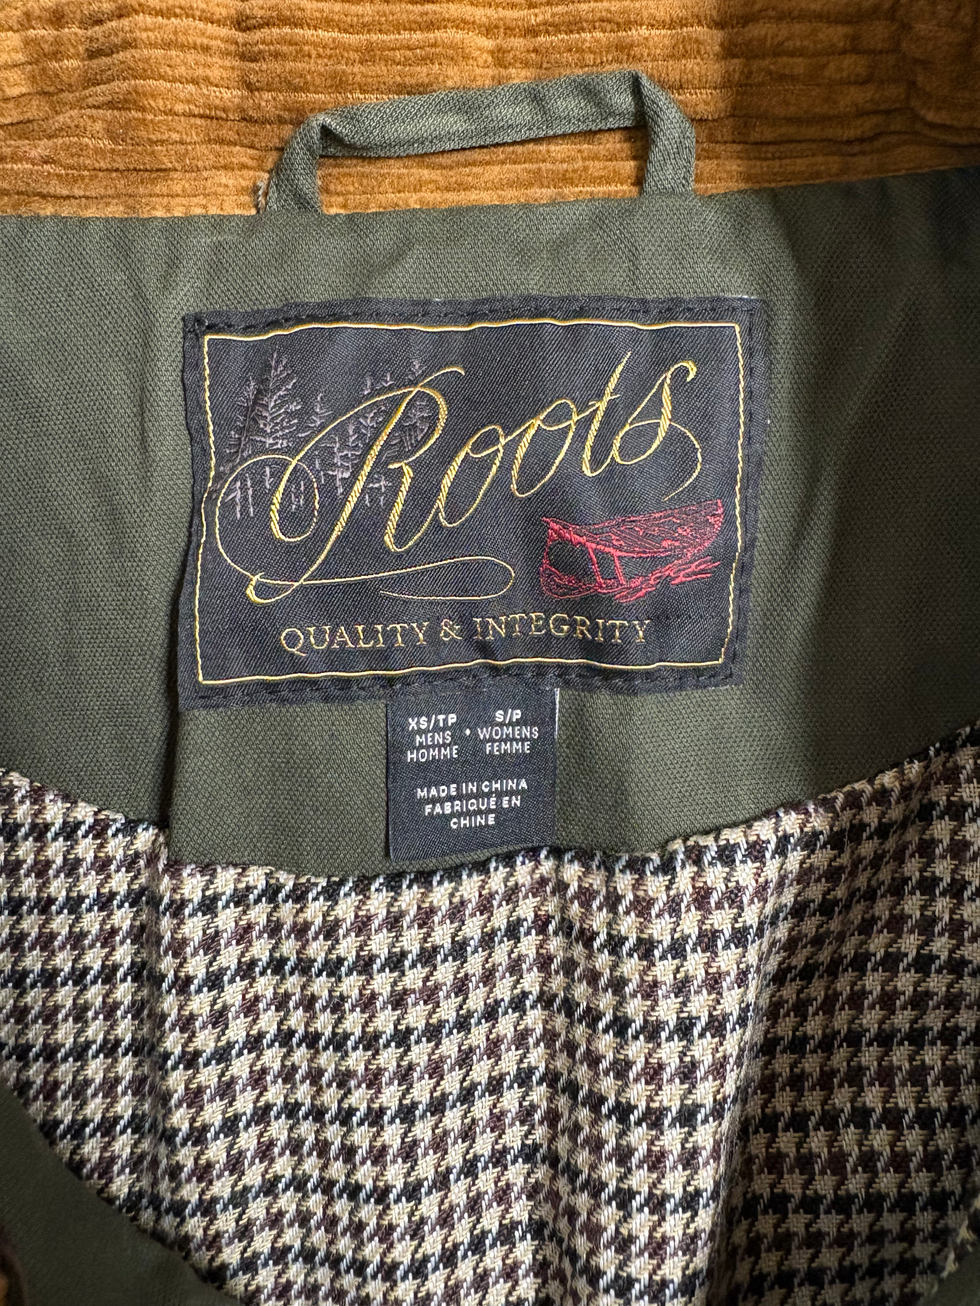 Roots
QUALITY & INTEGRITY
XS/TP • S/P
MENS WOMENS
HOMME FEMME
MADE IN CHINA
FABRIQUÉ EN
CHINE